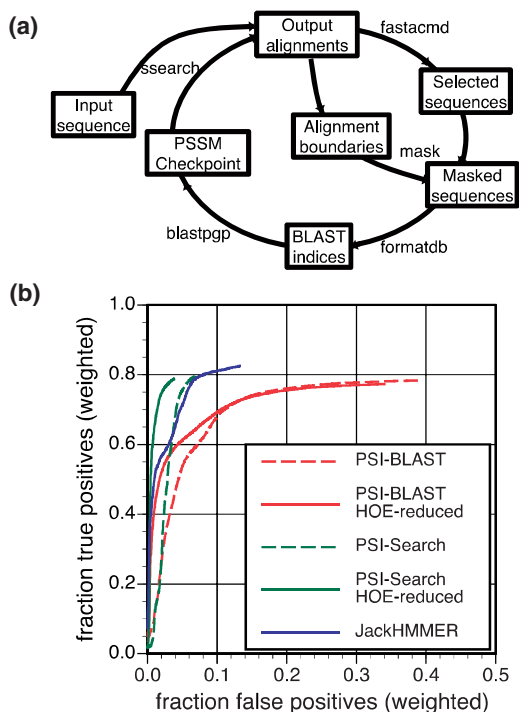 (a)
Output
alignments
fastacmd
ssearch
Input
sequence
Selected
sequences
PSSM
Checkpoint
Alignment
boundaries
mask
Masked
sequences
blastpgp
BLAST
indices
formatdb
(b)
fraction true positives (weighted)
1.0
0.8
0.6
0.4
0.2
0.0
PSI-BLAST
PSI-BLAST
HOE-reduced
PSI-Search
PSI-Search
HOE-reduced
JackHMMER
0.0 0.1 0.2 0.3 0.4 0.5
fraction false positives (weighted)